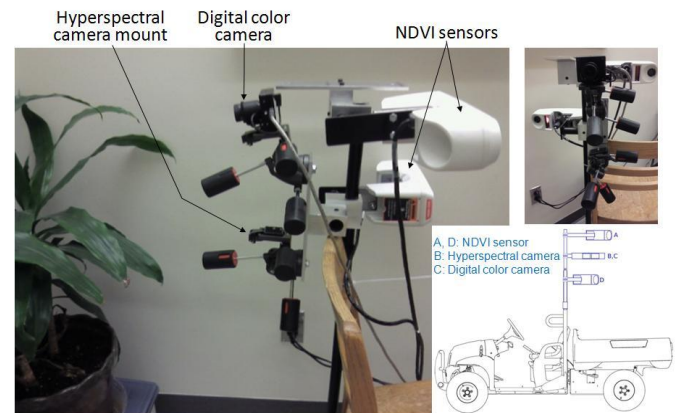 Hyperspectral
camera mount
Digital color
camera
NDVI sensors
A, D: NDVI sensor
B: Hyperspectral camera
C: Digital color camera
A
B,C
D